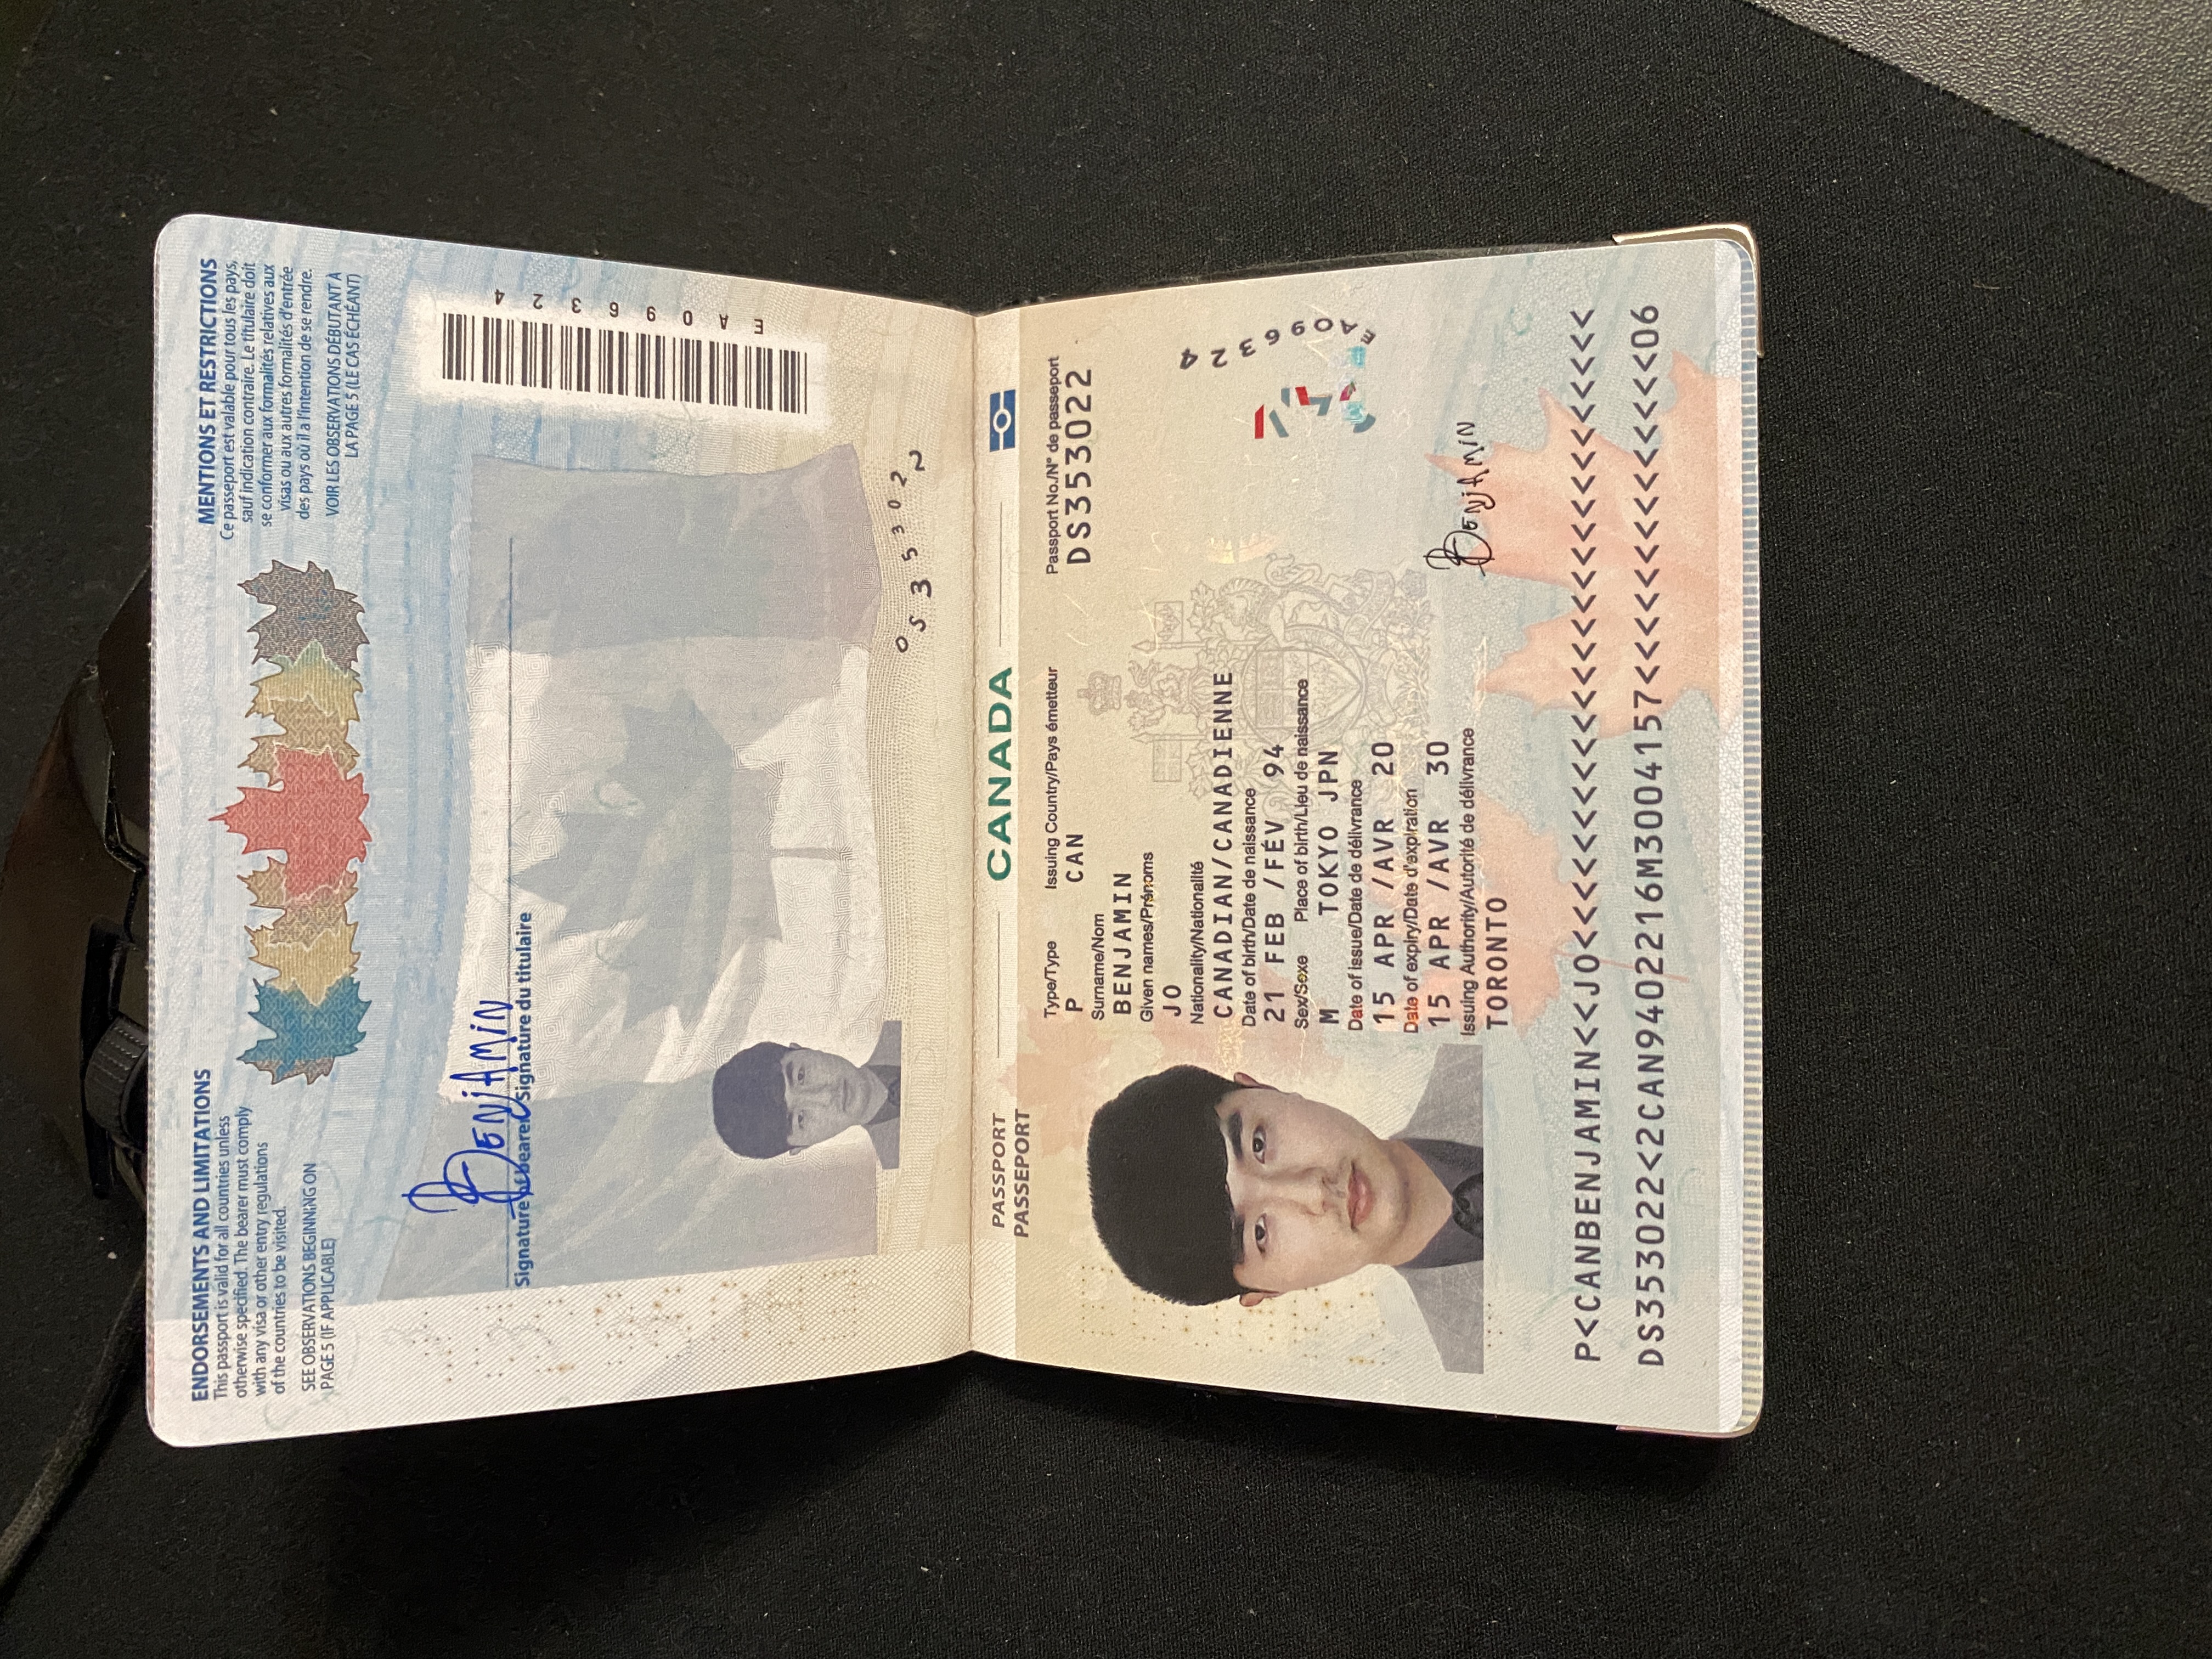 ENDORSEMENTS AND LIMITATIONS
This passport is valid for all countries unless
otherwise specified. The bearer must comply
with any visa or other entry regulations
of the countries to be visited.
SEE OBSERVATIONS BEGINNING ON
PAGE 5 (IF APPLICABLE)
MENTIONS ET RESTRICTIONS
Ce passeport est valable pour tous les pays,
sauf indication contraire. Le titulaire doit
se conformer aux formalités relatives aux
visas ou aux autres formalités d'entrée
des pays où il a l'intention de se rendre.
VOIR LES OBSERVATIONS DÉBUTANT À
LA PAGE 5 (LE CAS ÉCHÉANT)
BENJAMIN
Signature of bearer Signature du titulaire
EA096324
DS353022
PASSPORT
PASSEPORT
CANADA
Type/Type Issuing Country/Pays émetteur Passport No./N° de passeport
P CAN DS353022
Surname/Nom
BENJAMIN
Given names/Prénoms
JO
Nationality/Nationalité
CANADIAN/CANADIENNE
Date of birth/Date de naissance
21 FEB /FÉV 94
Sex/Sexe Place of birth/Lieu de naissance
M TOKYO JPN
Date of issue/Date de délivrance
15 APR /AVR 20
Date of expiry/Date d'expiration
15 APR /AVR 30
Issuing Authority/Autorité de délivrance
TORONTO
EA096324
BENJAMIN
P<CANBENJAMIN<<JO<<<<<<<<<<<<<<<<<<<<<<<<<<<
DS353022<2CAN9402216M3004157<<<<<<<<<<<<<<06